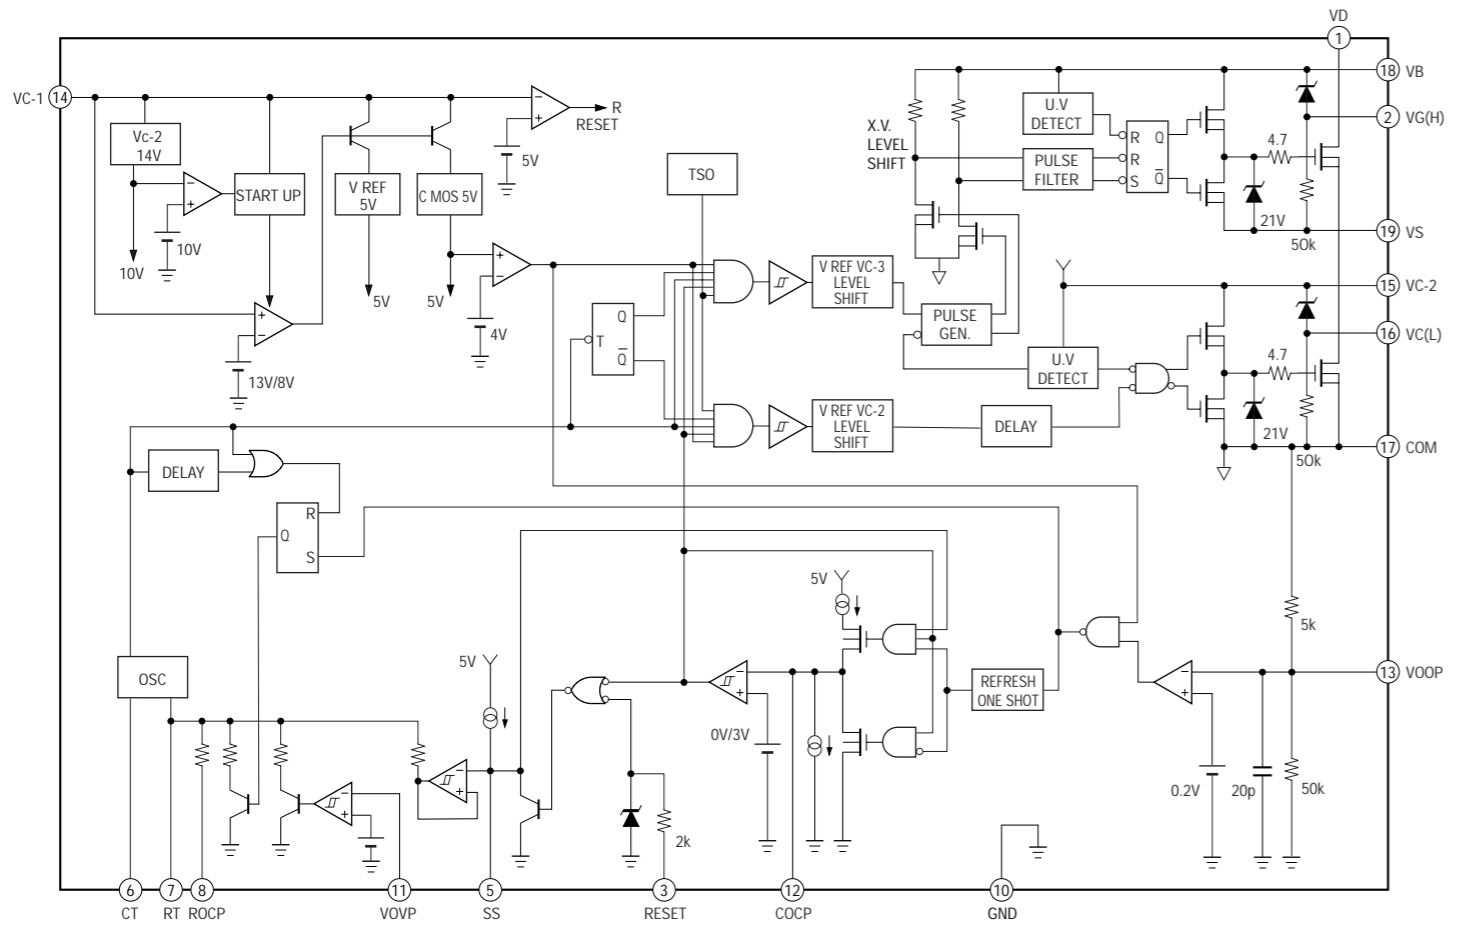 VD
1
18 VB
VC-1 14
R
RESET
5V
U.V
DETECT
2 VG(H)
X.V.
LEVEL
SHIFT
Vc-2
14V
R Q
4.7
PULSE
FILTER
R
S Q
TSO
START UP
V REF
5V
C MOS 5V
21V
50k
19 VS
10V
10V
5V
5V
4V
V REF VC-3
LEVEL
SHIFT
15 VC-2
PULSE
GEN.
Q
T
Q
16 VC(L)
U.V
DETECT
4.7
13V/8V
V REF VC-2
LEVEL
SHIFT
DELAY
21V
50k
17 COM
DELAY
R
Q
S
5V
5k
OSC
5V
REFRESH
ONE SHOT
13 VOOP
0V/3V
0.2V
20p
50k
2k
6
7
8
11
5
3
12
10
CT
RT
ROCP
VOVP
SS
RESET
COCP
GND